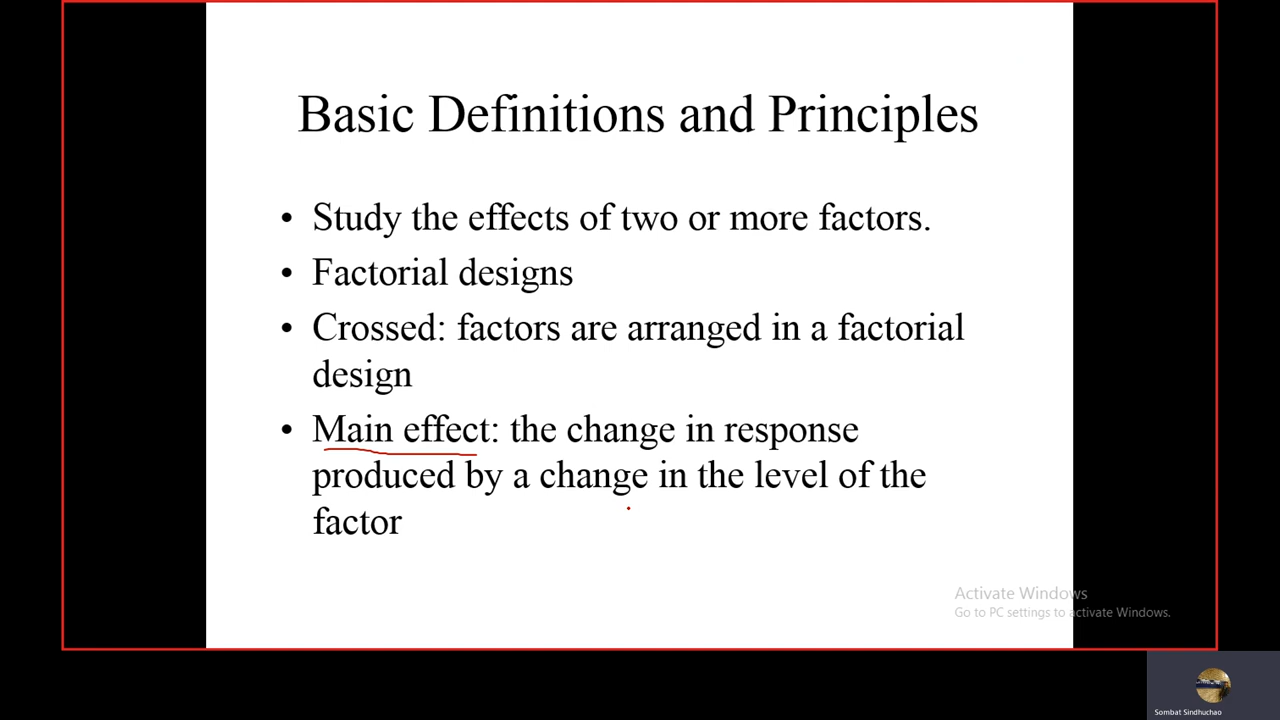 Basic Definitions and Principles
• Study the effects of two or more factors.
• Factorial designs
• Crossed: factors are arranged in a factorial
design
• Main effect: the change in response
produced by a change in the level of the
factor
Activate Windows
Go to PC settings to activate Windows.
Sombat Sindhuchao